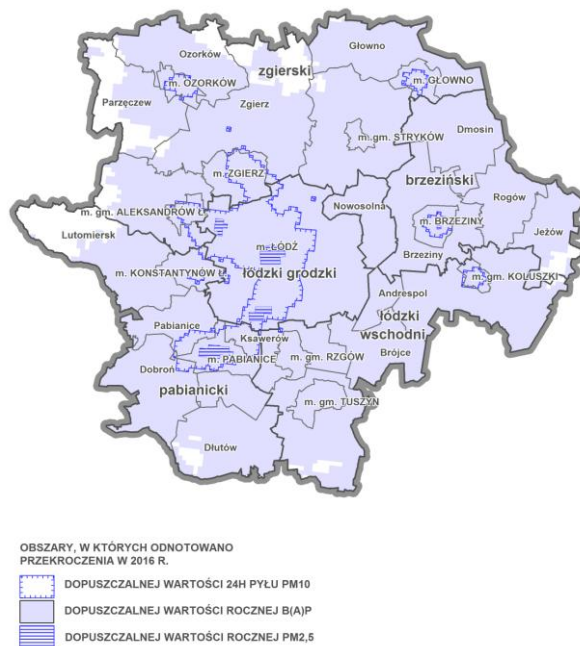 Ozorków
Głowno
zgierski
m. OZORKÓW
m. GŁOWNO
Parzęczew
Zgierz
m. gm. STRYKÓW
Dmosin
m. ZGIERZ
brzeziński
m. gm. ALEKSANDRÓW Ł.
Nowosolna
Rogów
Lutomiersk
m. BRZEZINY
Jeżów
m. ŁÓDŹ
Brzeziny
m. KONSTANTYNÓW Ł.
łódzki grodzki
m. gm. KOLUSZKI
Andrespol
Pabianice
łódzki
wschodni
Ksawerów
Brójce
Dobroń
m. PABIANICE
m. gm. RZGÓW
pabianicki
m. gm. TUSZYN
Dłutów
OBSZARY, W KTÓRYCH ODNOTOWANO
PRZEKROCZENIA W 2016 R.
DOPUSZCZALNEJ WARTOŚCI 24H PYŁU PM10
DOPUSZCZALNEJ WARTOŚCI ROCZNEJ B(A)P
DOPUSZCZALNEJ WARTOŚCI ROCZNEJ PM2,5